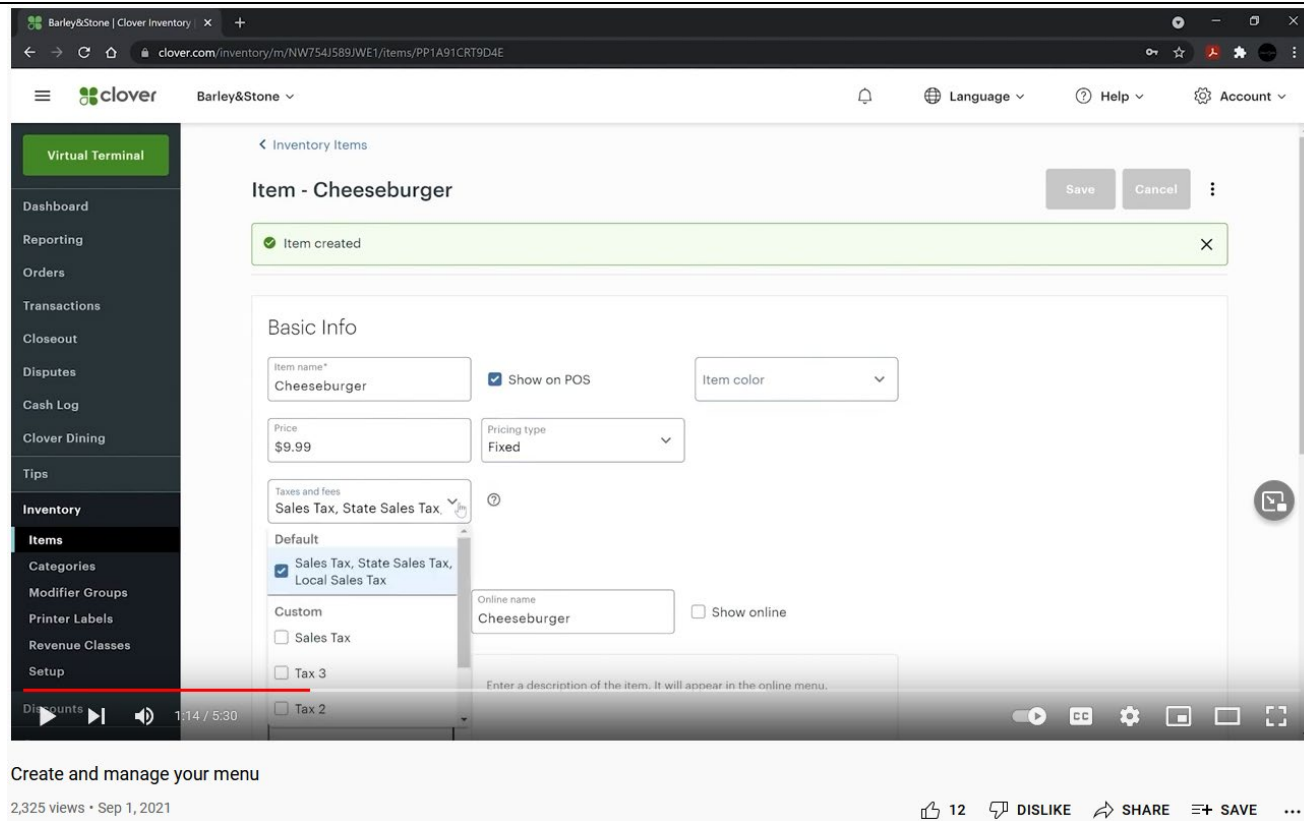 Barley&Stone | Clover Inventory
clover.com/inventory/m/NW754J589JWE1/items/PP1A91CRT9D4E
clover
Barley&Stone
Language
Help
Account
Virtual Terminal
Dashboard
Reporting
Orders
Transactions
Closeout
Disputes
Cash Log
Clover Dining
Tips
Inventory
Items
Categories
Modifier Groups
Printer Labels
Revenue Classes
Setup
Discounts
Inventory Items
Item - Cheeseburger
Save
Cancel
Item created
Basic Info
Item name*
Cheeseburger
Show on POS
Item color
Price
$9.99
Pricing type
Fixed
Taxes and fees
Sales Tax, State Sales Tax,
Default
Sales Tax, State Sales Tax,
Local Sales Tax
Custom
Sales Tax
Tax 3
Tax 2
Online name
Cheeseburger
Show online
Enter a description of the item. It will appear in the online menu.
1:14 / 5:30
CC
Create and manage your menu
2,325 views • Sep 1, 2021
12
DISLIKE
SHARE
SAVE